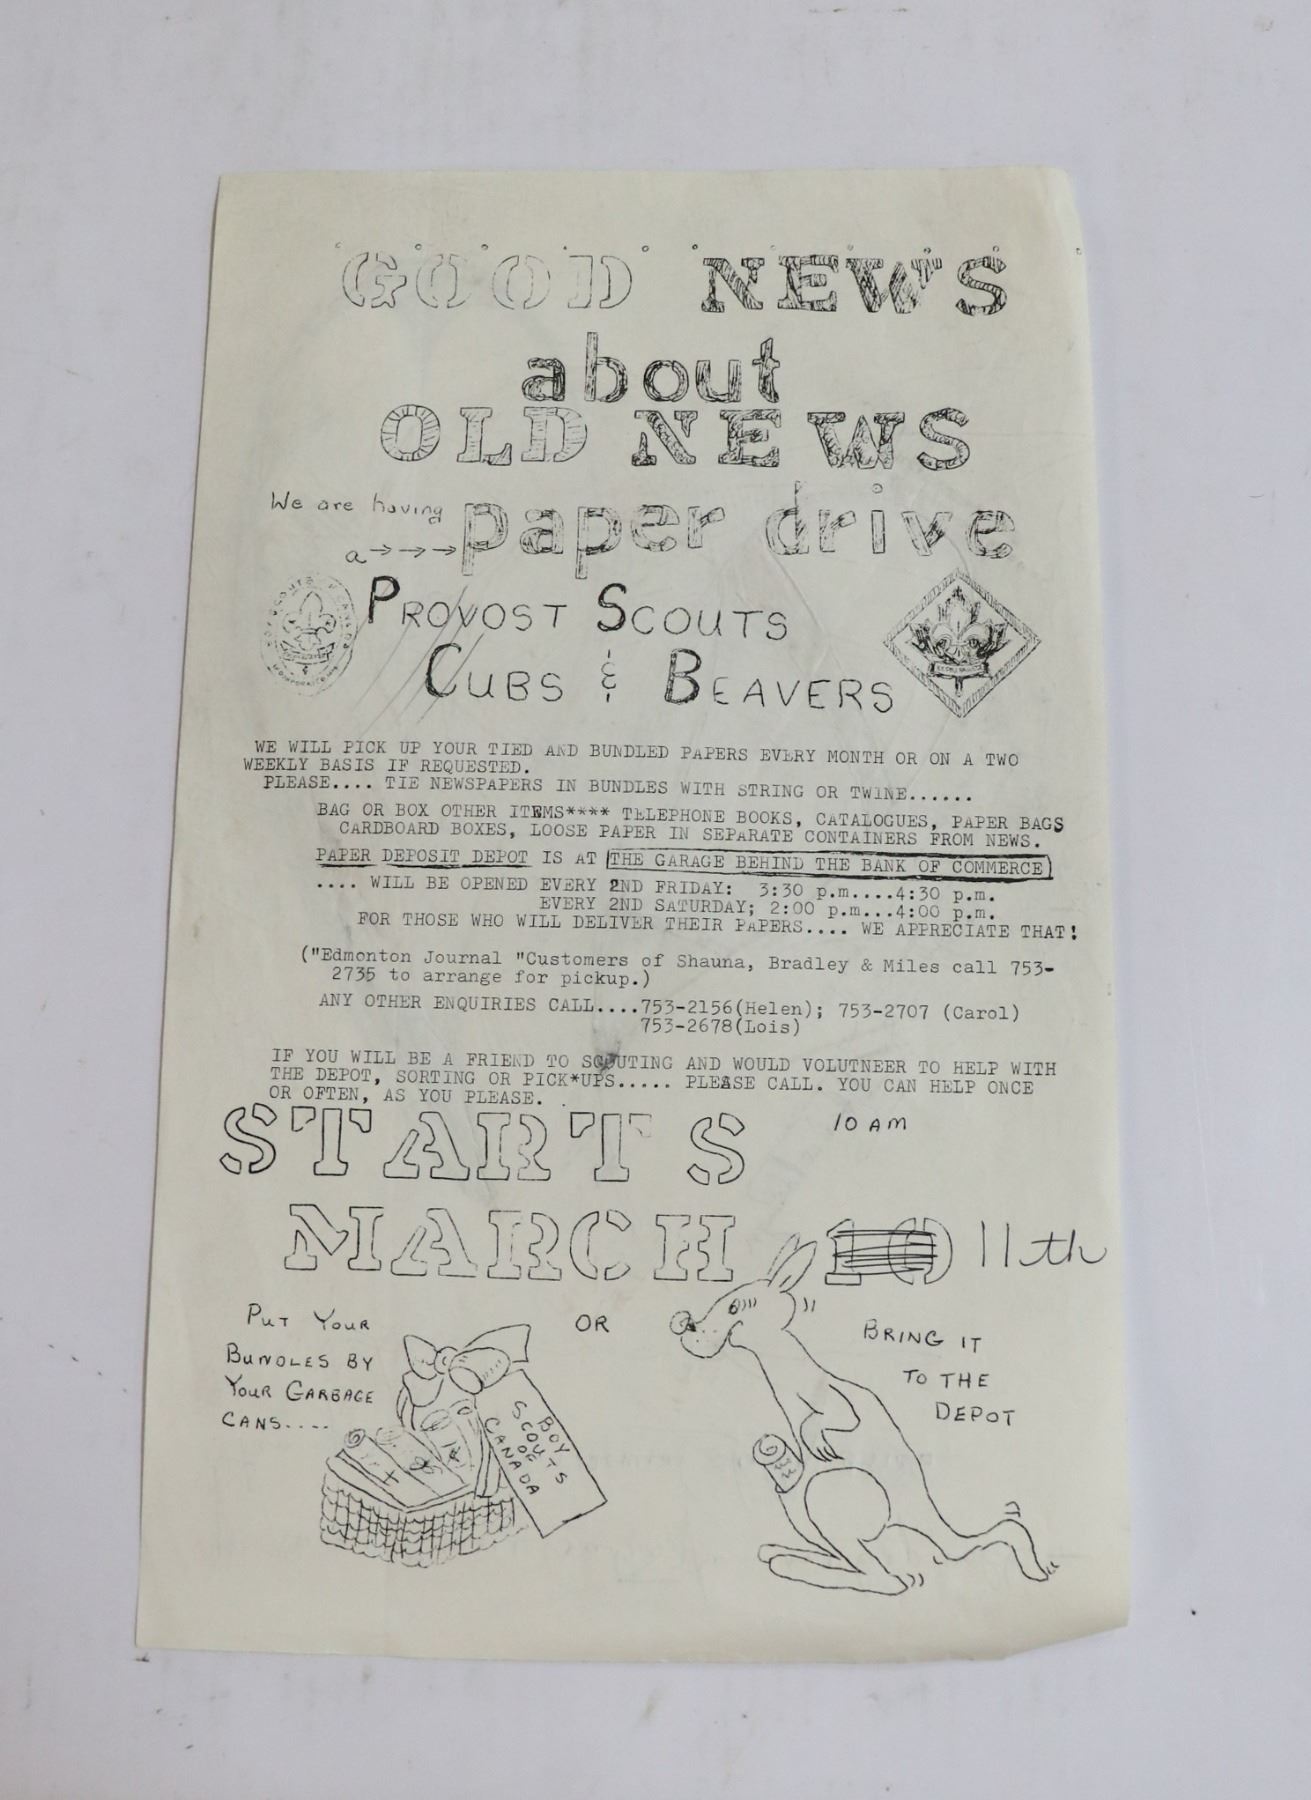 GOOD NEWS
about
OLD NEWS
We are having
a→→→ paper drive
PROVOST SCOUTS
CUBS & BEAVERS
WE WILL PICK UP YOUR TIED AND BUNDLED PAPERS EVERY MONTH OR ON A TWO
WEEKLY BASIS IF REQUESTED.
PLEASE.... TIE NEWSPAPERS IN BUNDLES WITH STRING OR TWINE......
BAG OR BOX OTHER ITEMS**** TELEPHONE BOOKS, CATALOGUES, PAPER BAGS
CARDBOARD BOXES, LOOSE PAPER IN SEPARATE CONTAINERS FROM NEWS.
PAPER DEPOSIT DEPOT IS AT THE GARAGE BEHIND THE BANK OF COMMERCE
.... WILL BE OPENED EVERY 2ND FRIDAY: 3:30 p.m....4:30 p.m.
EVERY 2ND SATURDAY; 2:00 p.m...4:00 p.m.
FOR THOSE WHO WILL DELIVER THEIR PAPERS.... WE APPRECIATE THAT!
("Edmonton Journal "Customers of Shauna, Bradley & Miles call 753-
2735 to arrange for pickup.)
ANY OTHER ENQUIRIES CALL....753-2156(Helen); 753-2707 (Carol)
753-2678(Lois)
IF YOU WILL BE A FRIEND TO SCOUTING AND WOULD VOLUTNEER TO HELP WITH
THE DEPOT, SORTING OR PICK*UPS..... PLEASE CALL. YOU CAN HELP ONCE
OR OFTEN, AS YOU PLEASE.
STARTS 10 AM
MARCH 10 11th
PUT YOUR
BUNDLES BY
YOUR GARBAGE
CANS....
OR
BRING IT
TO THE
DEPOT
BOY
SCOUTS
OF
CANADA